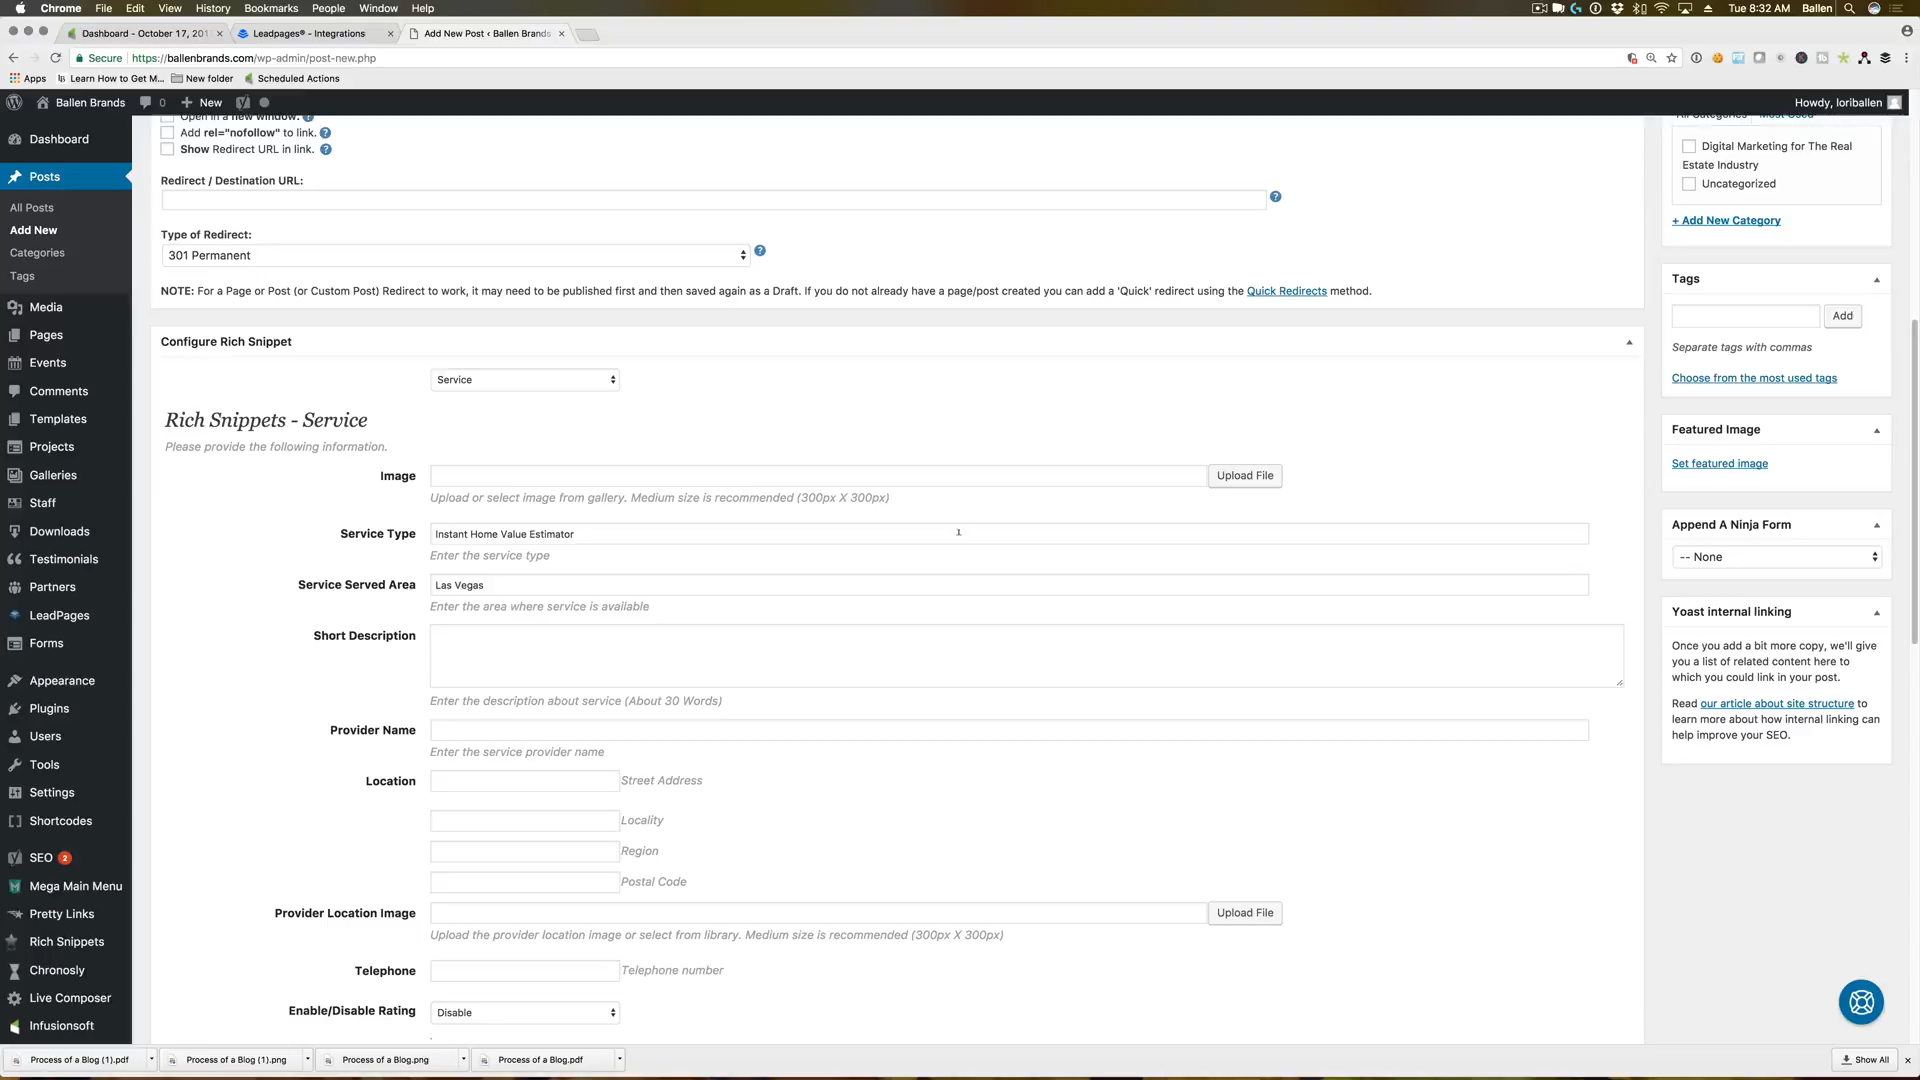 Chrome File Edit View History Bookmarks People Window Help Tue 8:32 AM Ballen
Dashboard - October 17, 201 Leadpages® - Integrations Add New Post ‹ Ballen Brands Ballen
Secure https://ballenbrands.com/wp-admin/post-new.php
Apps Learn How to Get M... New folder Scheduled Actions
Ballen Brands 0 New Howdy, loriballen
Dashboard
Posts
All Posts
Add New
Categories
Tags
Media
Pages
Events
Comments
Templates
Projects
Galleries
Staff
Downloads
Testimonials
Partners
LeadPages
Forms
Appearance
Plugins
Users
Tools
Settings
Shortcodes
SEO 2
Mega Main Menu
Pretty Links
Rich Snippets
Chronosly
Live Composer
Infusionsoft
Open in a new window.
Add rel="nofollow" to link.
Show Redirect URL in link.
Redirect / Destination URL:
Type of Redirect:
301 Permanent
NOTE: For a Page or Post (or Custom Post) Redirect to work, it may need to be published first and then saved again as a Draft. If you do not already have a page/post created you can add a 'Quick' redirect using the Quick Redirects method.
Configure Rich Snippet
Service
Rich Snippets - Service
Please provide the following information.
Image Upload File
Upload or select image from gallery. Medium size is recommended (300px X 300px)
Service Type Instant Home Value Estimator
Enter the service type
Service Served Area Las Vegas
Enter the area where service is available
Short Description
Enter the description about service (About 30 Words)
Provider Name
Enter the service provider name
Location Street Address
Locality
Region
Postal Code
Provider Location Image Upload File
Upload the provider location image or select from library. Medium size is recommended (300px X 300px)
Telephone Telephone number
Enable/Disable Rating Disable
All Categories Most Used
Digital Marketing for The Real
Estate Industry
Uncategorized
+ Add New Category
Tags
Add
Separate tags with commas
Choose from the most used tags
Featured Image
Set featured image
Append A Ninja Form
-- None
Yoast internal linking
Once you add a bit more copy, we'll give
you a list of related content here to
which you could link in your post.
Read our article about site structure to
learn more about how internal linking can
help improve your SEO.
Process of a Blog (1).pdf Process of a Blog (1).png Process of a Blog.png Process of a Blog.pdf Show All